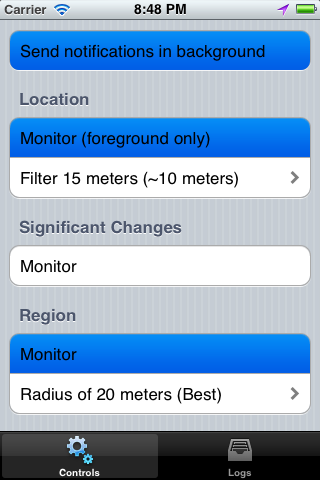 Carrier 8:48 PM
Send notifications in background
Location
Monitor (foreground only)
Filter 15 meters (~10 meters)
Significant Changes
Monitor
Region
Monitor
Radius of 20 meters (Best)
Controls Logs